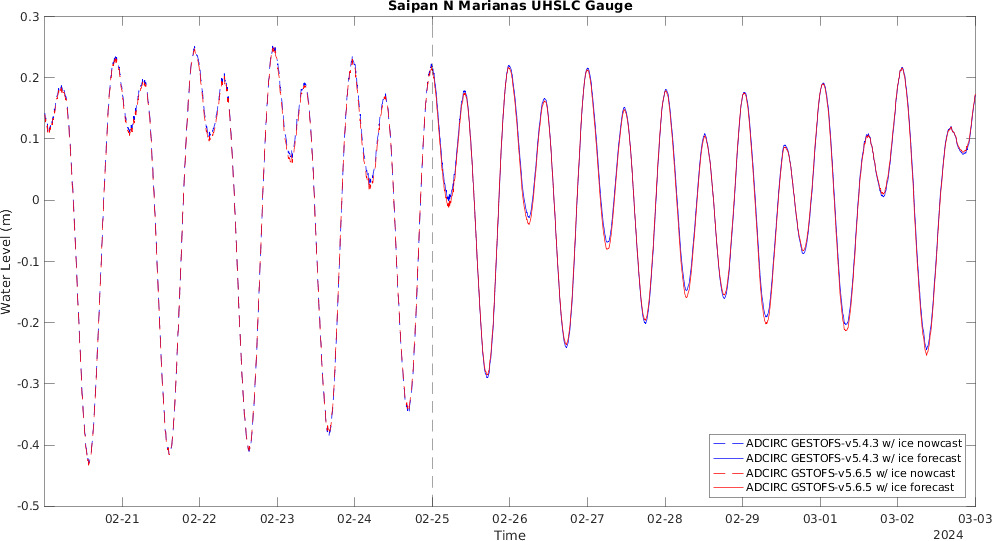 Saipan N Marianas UHSLC Gauge
0.3
0.2
0.1
0
-0.1
-0.2
-0.3
-0.4
-0.5
Water Level (m)
ADCIRC GESTOFS-v5.4.3 w/ ice nowcast
ADCIRC GESTOFS-v5.4.3 w/ ice forecast
ADCIRC GSTOFS-v5.6.5 w/ ice nowcast
ADCIRC GSTOFS-v5.6.5 w/ ice forecast
02-21 02-22 02-23 02-24 02-25 02-26 02-27 02-28 02-29 03-01 03-02 03-03
Time
2024